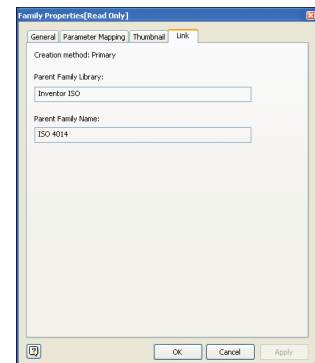 Family Properties[Read Only]
General Parameter Mapping Thumbnail Link
Creation method: Primary
Parent Family Library:
Inventor ISO
Parent Family Name:
ISO 4014
OK Cancel Apply